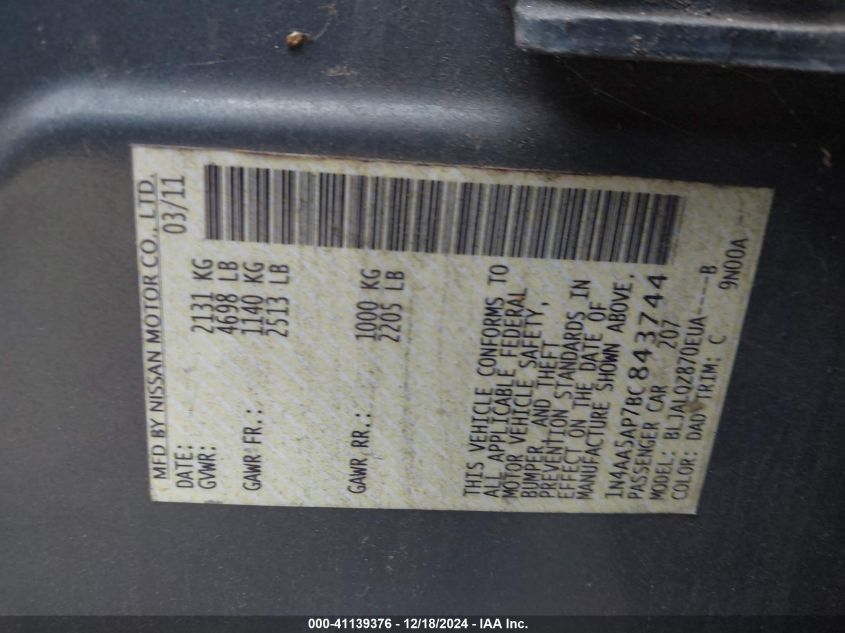 MFD BY NISSAN MOTOR CO., LTD.
DATE: 03/11
GVWR: 2131 KG
4698 LB
GAWR FR.: 1140 KG
2513 LB
GAWR RR.: 1000 KG
2205 LB
THIS VEHICLE CONFORMS TO
ALL APPLICABLE FEDERAL
MOTOR VEHICLE SAFETY,
BUMPER AND THEFT
PREVENTION STANDARDS IN
EFFECT ON THE DATE OF
MANUFACTURE SHOWN ABOVE.
1N4AA5AP7BC843744
PASSENGER CAR 207
MODEL: BLJALQZ870EUA----B
COLOR: DAD TRIM: C 9N00A
000-41139376 - 12/18/2024 - IAA Inc.